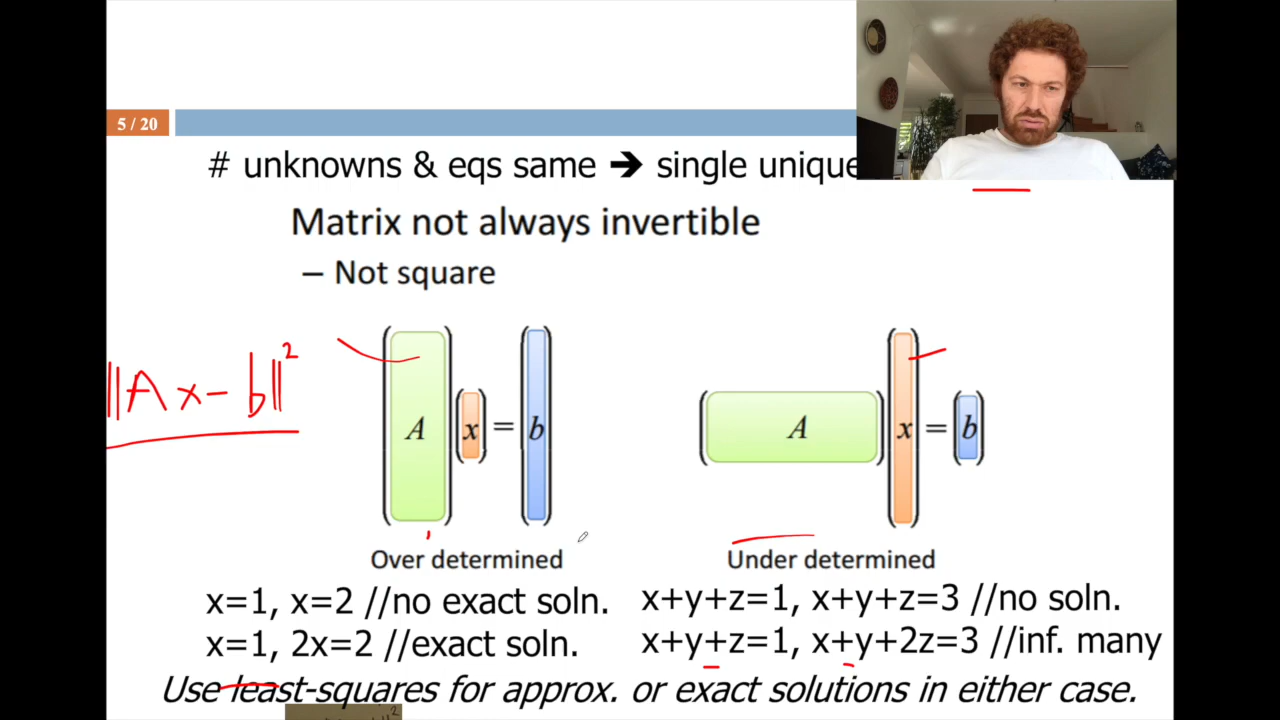 5 / 20
# unknowns & eqs same ➔ single unique
Matrix not always invertible
– Not square
||Ax-b||²
A x = b
A x = b
Over determined
Under determined
x=1, x=2 //no exact soln.
x+y+z=1, x+y+z=3 //no soln.
x=1, 2x=2 //exact soln.
x+y+z=1, x+y+2z=3 //inf. many
Use least-squares for approx. or exact solutions in either case.